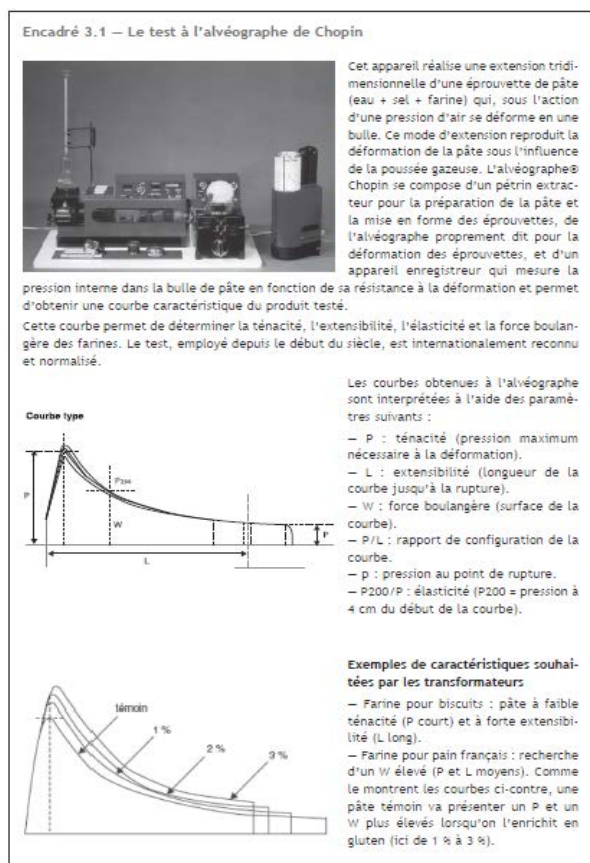 Encadré 3.1 — Le test à l'alvéographe de Chopin
Cet appareil réalise une extension tridi-
mensionnelle d'une éprouvette de pâte
(eau + sel + farine) qui, sous l'action
d'une pression d'air se déforme en une
bulle. Ce mode d'extension reproduit la
déformation de la pâte sous l'influence
de la poussée gazeuse. L'alvéographe®
Chopin se compose d'un pétrin extrac-
teur pour la préparation de la pâte et
la mise en forme des éprouvettes, de
l'alvéographe proprement dit pour la
déformation des éprouvettes, et d'un
appareil enregistreur qui mesure la
pression interne dans la bulle de pâte en fonction de sa résistance à la déformation et permet
d'obtenir une courbe caractéristique du produit testé.
Cette courbe permet de déterminer la ténacité, l'extensibilité, l'élasticité et la force boulan-
gère des farines. Le test, employé depuis le début du siècle, est internationalement reconnu
et normalisé.
Les courbes obtenues à l'alvéographe
sont interprétées à l'aide des paramè-
tres suivants :
— P : ténacité (pression maximum
nécessaire à la déformation).
— L : extensibilité (longueur de la
courbe jusqu'à la rupture).
— W : force boulangère (surface de la
courbe).
— P/L : rapport de configuration de la
courbe.
— p : pression au point de rupture.
— P200/P : élasticité (P200 = pression à
4 cm du début de la courbe).
Courbe type
P
W
L
P
Exemples de caractéristiques souhai-
tées par les transformateurs
— Farine pour biscuits : pâte à faible
ténacité (P court) et à forte extensibi-
lité (L long).
— Farine pour pain français : recherche
d'un W élevé (P et L moyens). Comme
le montrent les courbes ci-contre, une
pâte témoin va présenter un P et un
W plus élevés lorsqu'on l'enrichit en
gluten (ici de 1 % à 3 %).
témoin
1 %
2 %
3 %